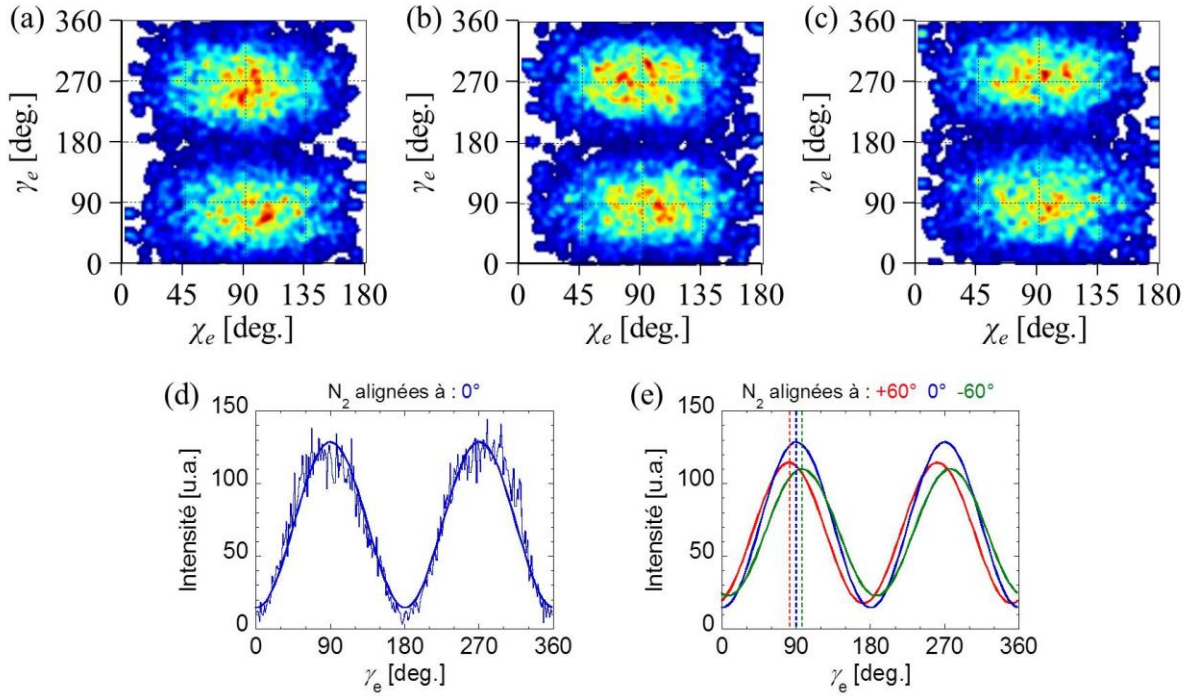 (a) (b) (c)
360 360 360
270 270 270
180 180 180
90 90 90
0 0 0
γe [deg.] γe [deg.] γe [deg.]
0 45 90 135 180 0 45 90 135 180 0 45 90 135 180
χe [deg.] χe [deg.] χe [deg.]
(d) N2 alignées à : 0°
150
100
50
0
Intensité [u.a.]
0 90 180 270 360
γe [deg.]
(e) N2 alignées à : +60° 0° -60°
150
100
50
0
Intensité [u.a.]
0 90 180 270 360
γe [deg.]